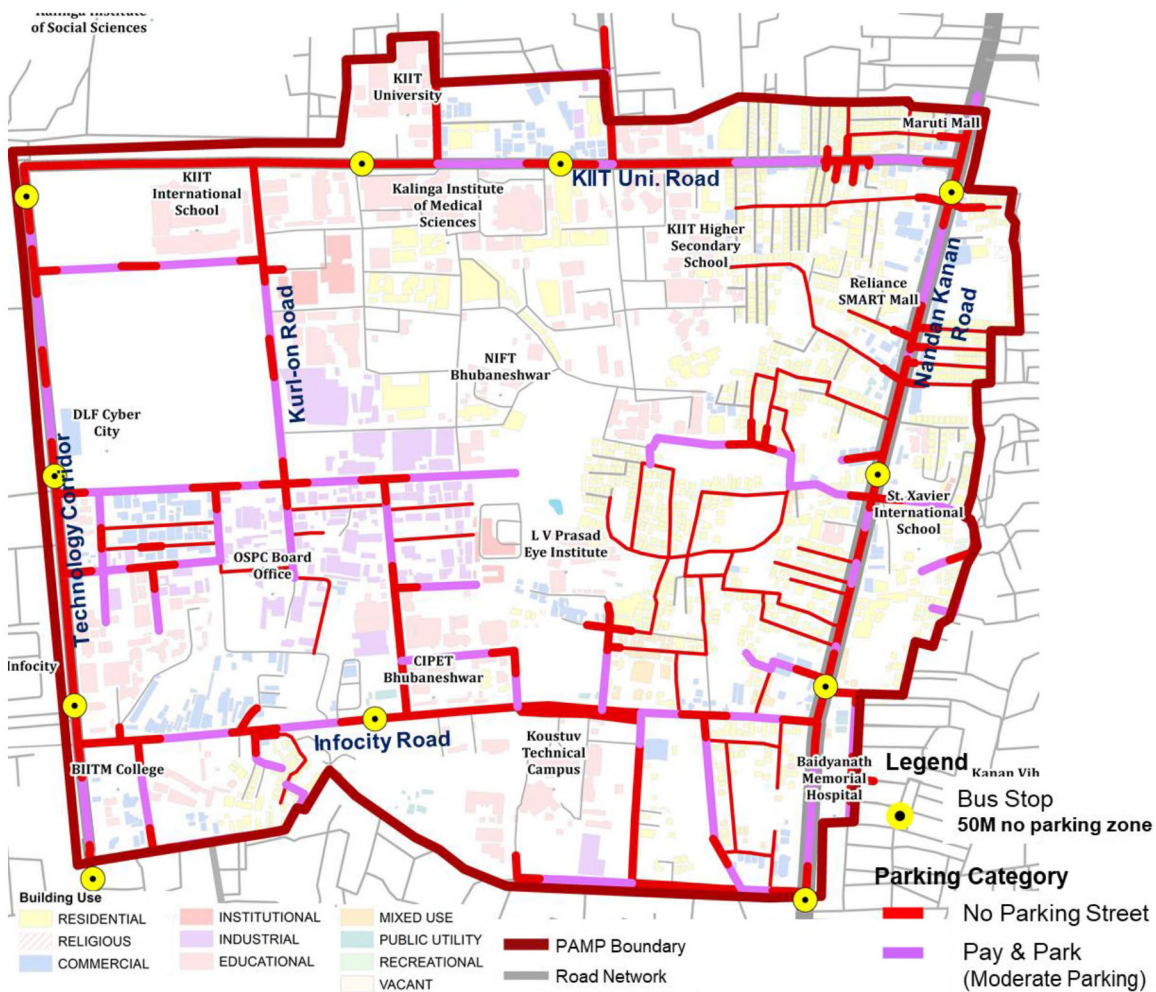 Kalinga Institute
of Social Sciences
KIIT
University
Maruti Mall
KIIT
International
School
Kalinga Institute
of Medical
Sciences
KIIT Uni. Road
KIIT Higher
Secondary
School
Reliance
SMART Mall
Nandan Kanan
Road
Kurl-on Road
NIFT
Bhubaneshwar
DLF Cyber
City
Technology Corridor
St. Xavier
International
School
L V Prasad
Eye Institute
OSPC Board
Office
Infocity
CIPET
Bhubaneshwar
Infocity Road
BIITM College
Koustuv
Technical
Campus
Baidyanath
Memorial
Hospital
Kanan Vih
Legend
Bus Stop
50M no parking zone
Parking Category
No Parking Street
Pay & Park
(Moderate Parking)
Building Use
RESIDENTIAL
RELIGIOUS
COMMERCIAL
INSTITUTIONAL
INDUSTRIAL
EDUCATIONAL
MIXED USE
PUBLIC UTILITY
RECREATIONAL
VACANT
PAMP Boundary
Road Network